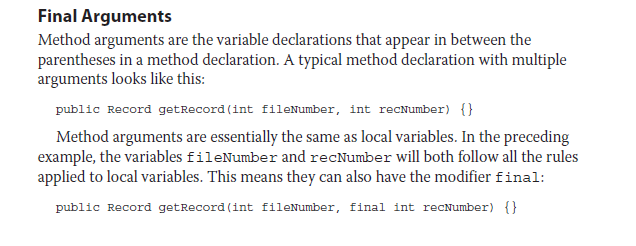 Final Arguments
Method arguments are the variable declarations that appear in between the
parentheses in a method declaration. A typical method declaration with multiple
arguments looks like this:
public Record getRecord(int fileNumber, int recNumber) {}
Method arguments are essentially the same as local variables. In the preceding
example, the variables fileNumber and recNumber will both follow all the rules
applied to local variables. This means they can also have the modifier final:
public Record getRecord(int fileNumber, final int recNumber) {}